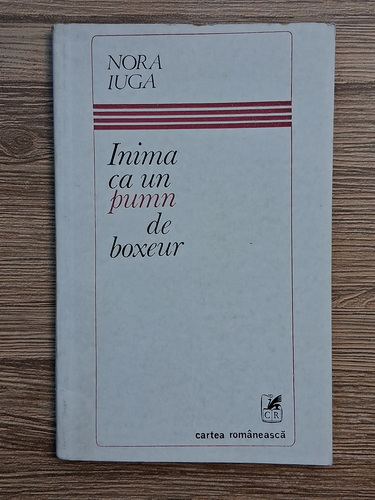 NORA
IUGA
Inima
ca un
pumn
de
boxeur
CR
cartea românească